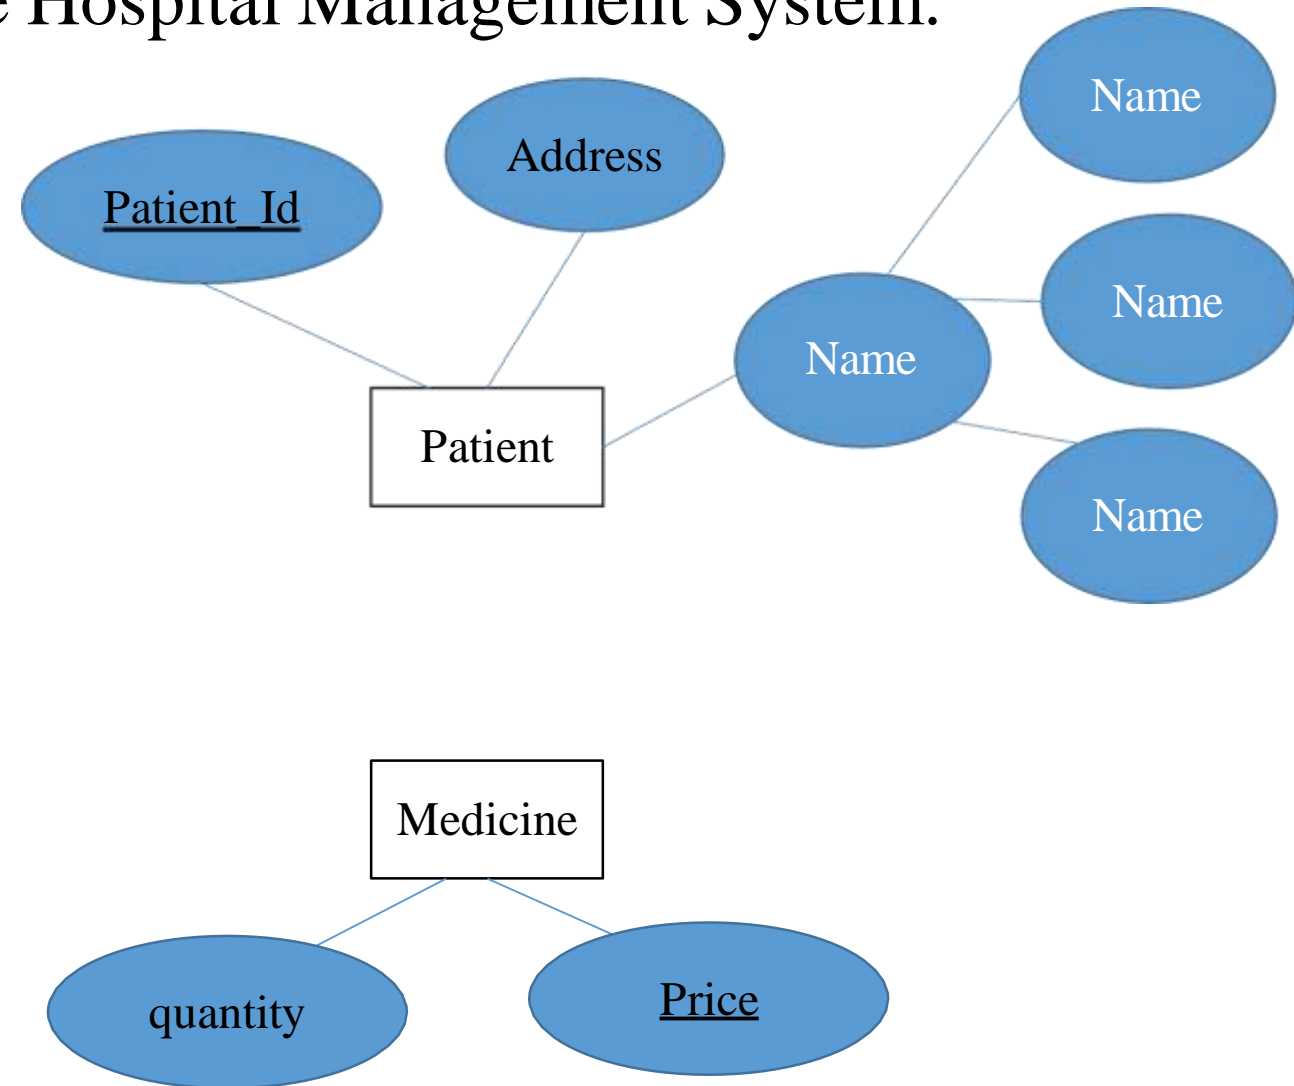 e Hospital Management System.
Name
Address
Patient_Id
Name
Name
Patient
Name
Medicine
Price
quantity